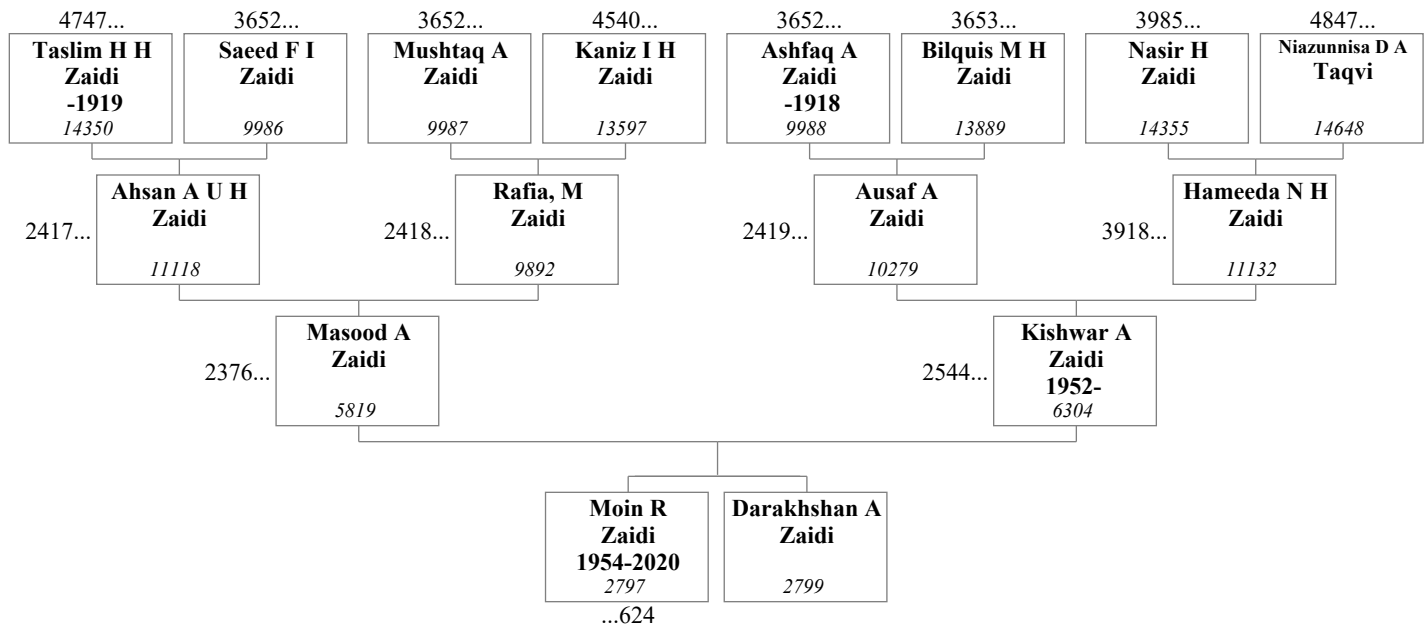 4747...
3652...
3652...
4540...
3652...
3653...
3985...
4847...
Taslim H H
Zaidi
-1919
14350
Saeed F I
Zaidi
9986
Mushtaq A
Zaidi
9987
Kaniz I H
Zaidi
13597
Ashfaq A
Zaidi
-1918
9988
Bilquis M H
Zaidi
13889
Nasir H
Zaidi
14355
Niazunnisa D A
Taqvi
14648
2417...
Ahsan A U H
Zaidi
11118
2418...
Rafia, M
Zaidi
9892
2419...
Ausaf A
Zaidi
10279
3918...
Hameeda N H
Zaidi
11132
2376...
Masood A
Zaidi
5819
2544...
Kishwar A
Zaidi
1952-
6304
Moin R
Zaidi
1954-2020
2797
Darakhshan A
Zaidi
2799
...624